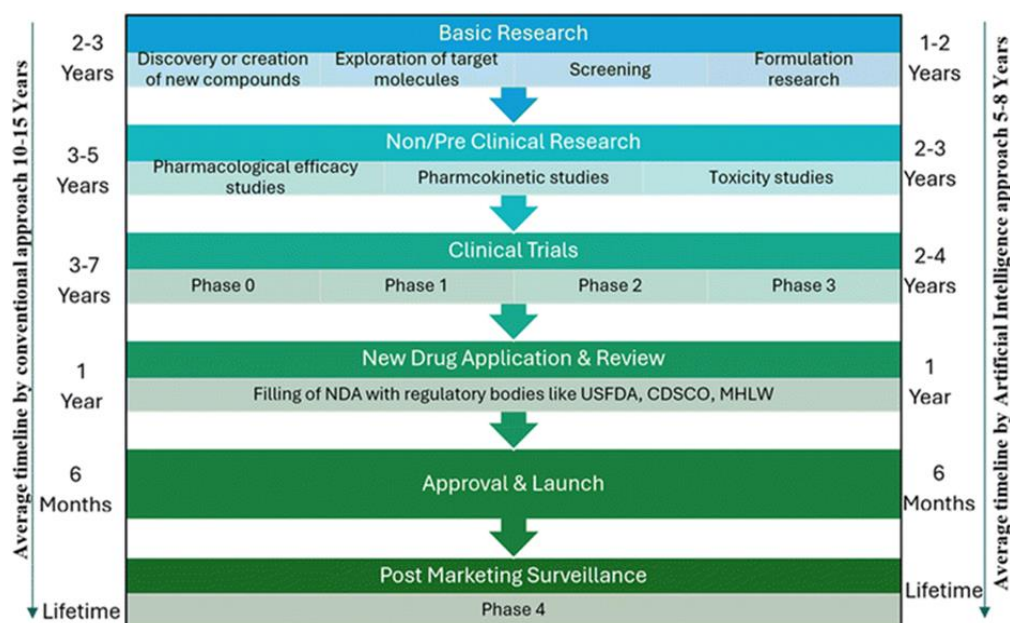 Average timeline by conventional approach 10-15 Years
2-3
Years
Basic Research
Discovery or creation
of new compounds
Exploration of target
molecules
Screening
Formulation
research
1-2
Years
3-5
Years
Non/Pre Clinical Research
Pharmacological efficacy
studies
Pharmcokinetic studies
Toxicity studies
2-3
Years
3-7
Years
Clinical Trials
Phase 0
Phase 1
Phase 2
Phase 3
2-4
Years
1
Year
New Drug Application & Review
Filling of NDA with regulatory bodies like USFDA, CDSCO, MHLW
1
Year
6
Months
Approval & Launch
6
Months
Lifetime
Post Marketing Surveillance
Phase 4
Lifetime
Average timeline by Artificial Intelligence approach 5-8 Years